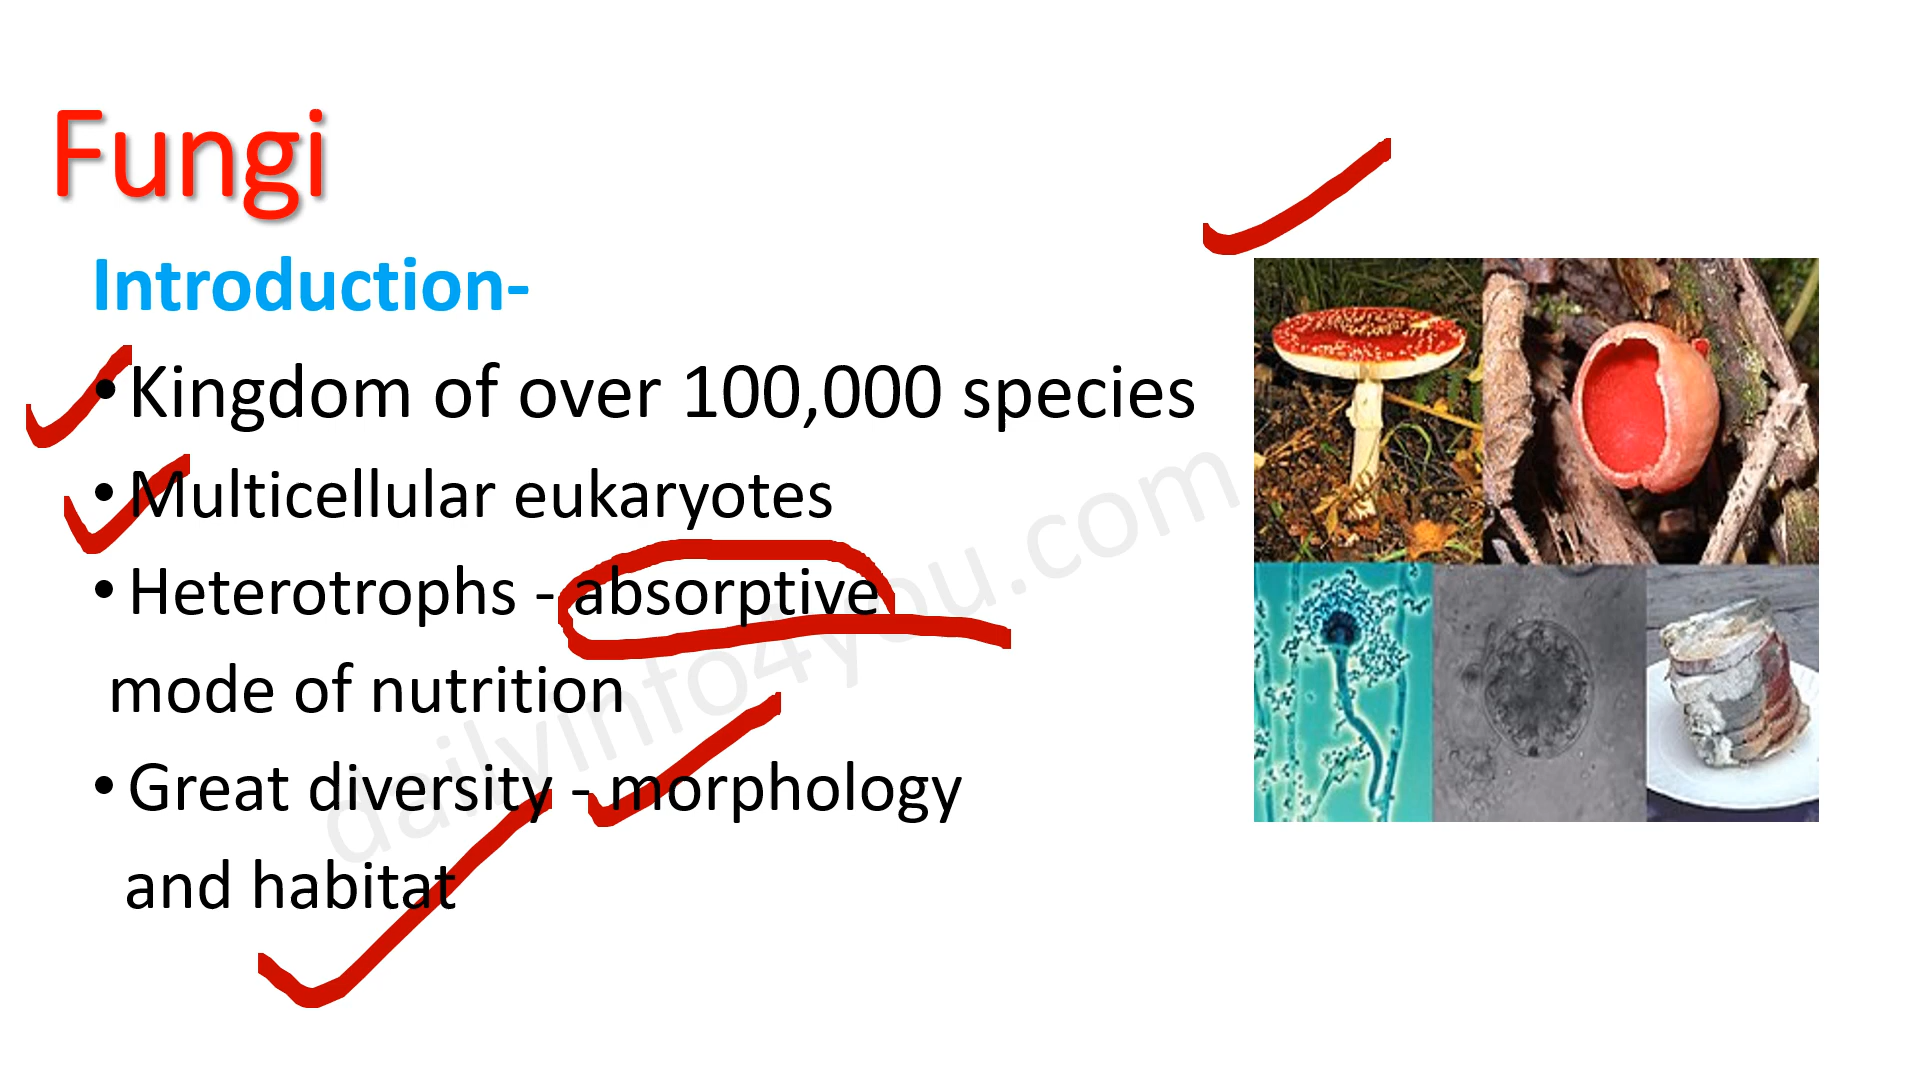 Fungi
Introduction-
• Kingdom of over 100,000 species
• Multicellular eukaryotes
• Heterotrophs - absorptive
mode of nutrition
• Great diversity - morphology
and habitat
dailyinfo4you.com